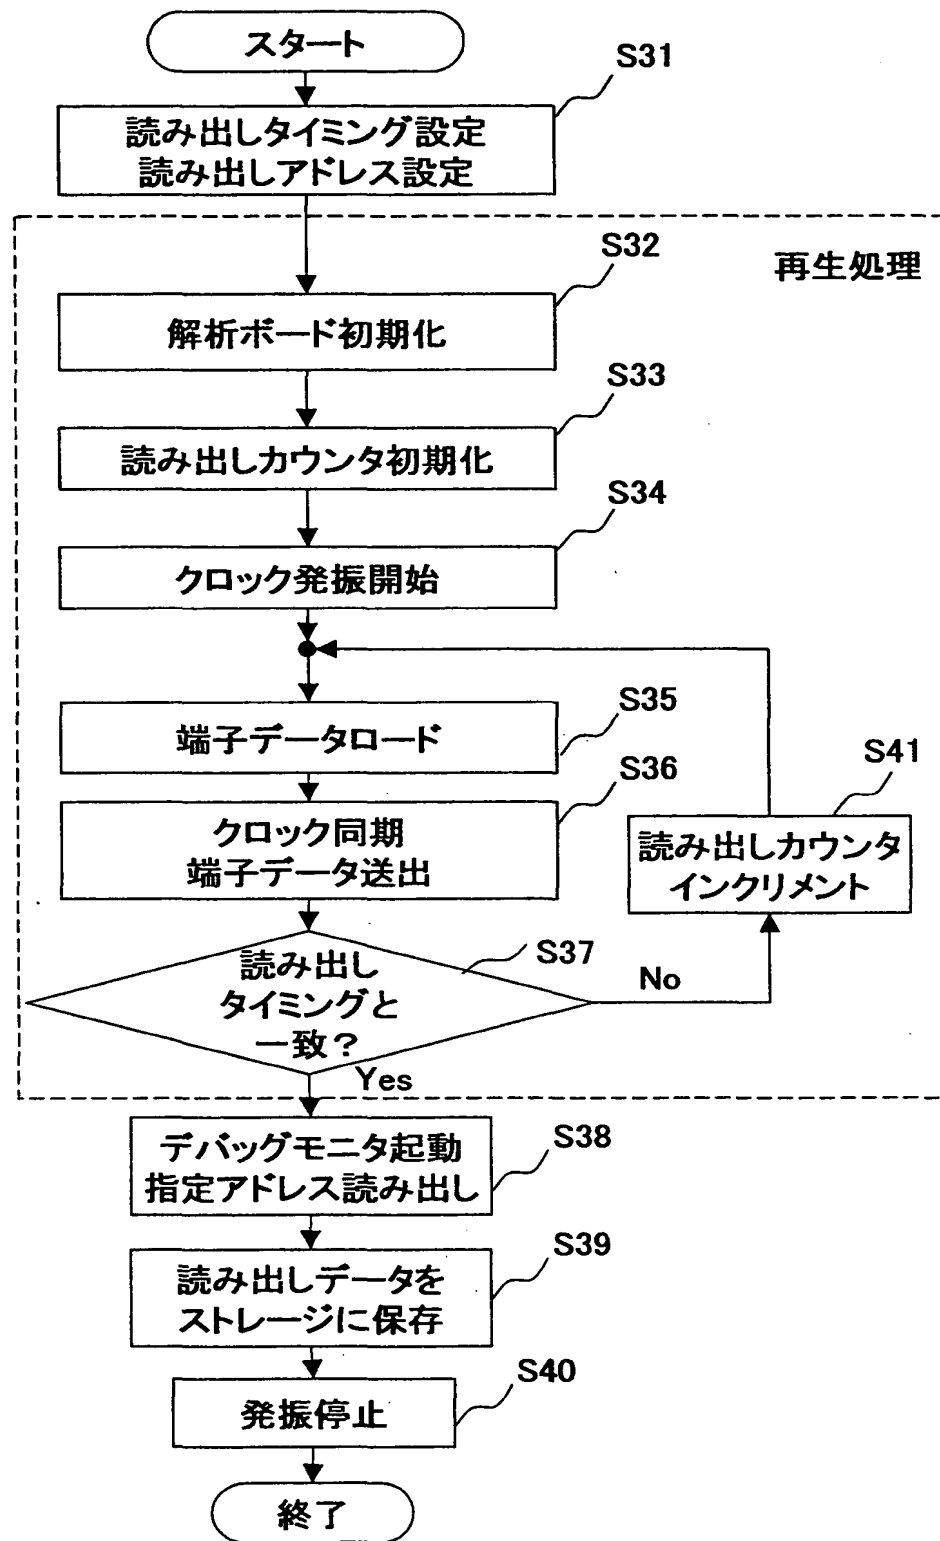 スタート
S31
読み出しタイミング設定
読み出しアドレス設定
S32
再生処理
解析ボード初期化
S33
読み出しカウンタ初期化
S34
クロック発振開始
S35
端子データロード
S36
S41
クロック同期
端子データ送出
読み出しカウンタ
インクリメント
S37
読み出し
タイミングと
一致?
No
Yes
S38
デバッグモニタ起動
指定アドレス読み出し
S39
読み出しデータを
ストレージに保存
S40
発振停止
終了